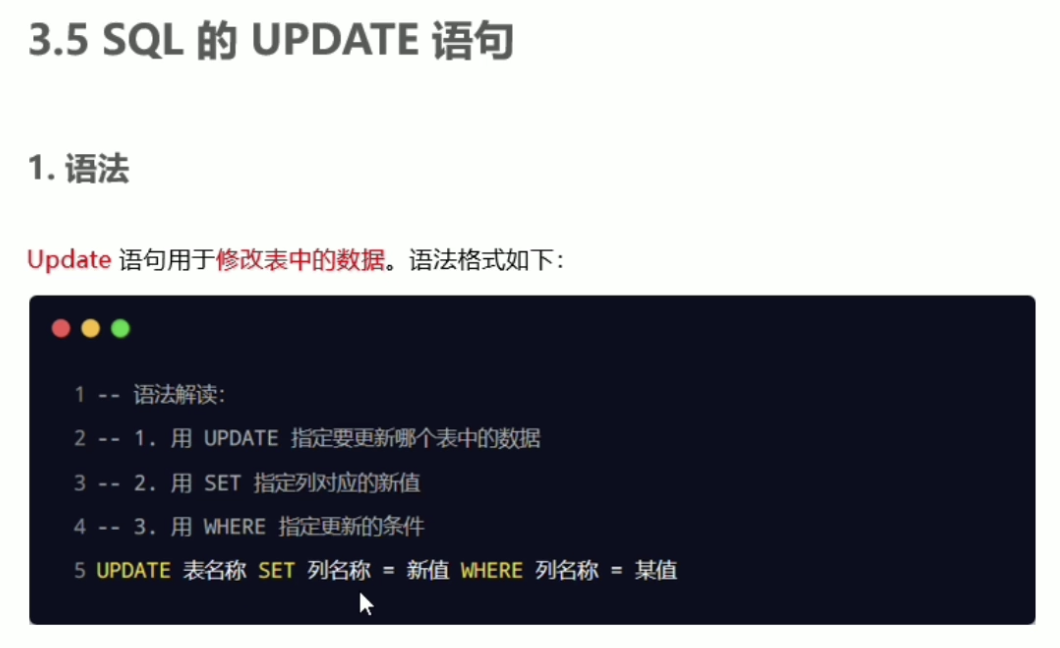 3.5 SQL 的 UPDATE 语句
1. 语法
Update 语句用于修改表中的数据。语法格式如下：
1 -- 语法解读：
2 -- 1. 用 UPDATE 指定要更新哪个表中的数据
3 -- 2. 用 SET 指定列对应的新值
4 -- 3. 用 WHERE 指定更新的条件
5 UPDATE 表名称 SET 列名称 = 新值 WHERE 列名称 = 某值